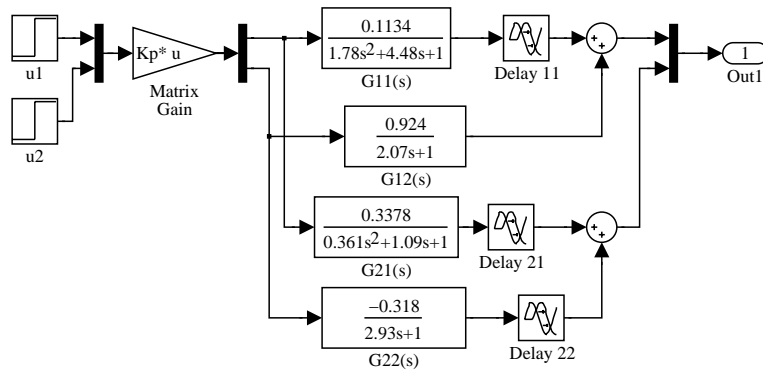 u1
u2
Kp* u
Matrix
Gain
0.1134
1.78s²+4.48s+1
G11(s)
Delay 11
0.924
2.07s+1
G12(s)
0.3378
0.361s²+1.09s+1
G21(s)
Delay 21
−0.318
2.93s+1
G22(s)
Delay 22
+
+
+
+
1
Out1